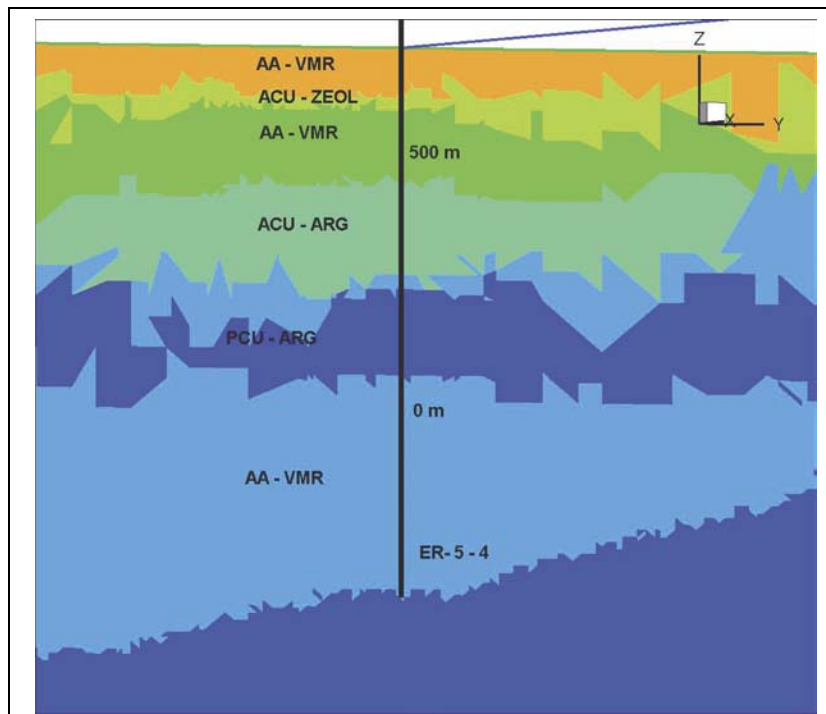 AA - VMR
Z
ACU - ZEOL
X
Y
AA - VMR
500 m
ACU - ARG
PCU - ARG
0 m
AA - VMR
ER- 5 - 4